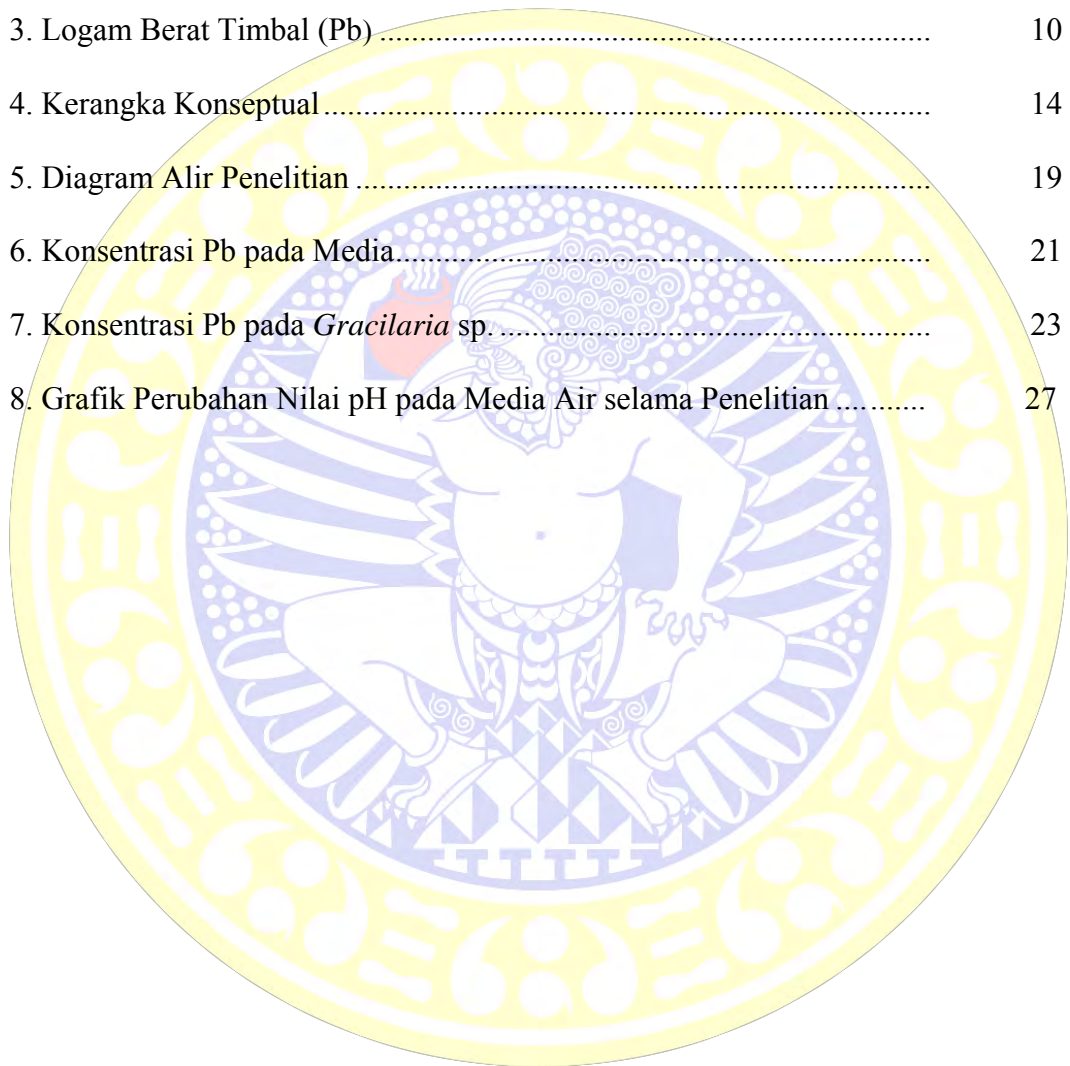 3. Logam Berat Timbal (Pb) ...................................................................... 10
4. Kerangka Konseptual ............................................................................. 14
5. Diagram Alir Penelitian ......................................................................... 19
6. Konsentrasi Pb pada Media.................................................................... 21
7. Konsentrasi Pb pada Gracilaria sp. ....................................................... 23
8. Grafik Perubahan Nilai pH pada Media Air selama Penelitian ............ 27